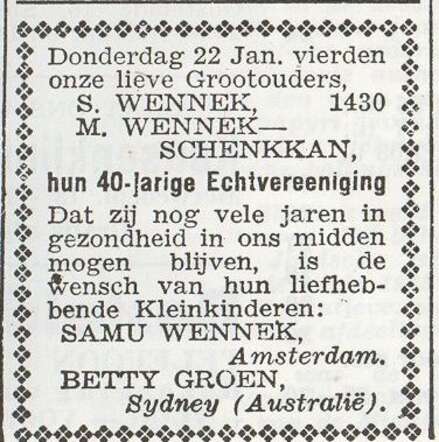 Donderdag 22 Jan. vierden
onze lieve Grootouders,
S. WENNEK, 1430
M. WENNEK—
SCHENKKAN,
hun 40-jarige Echtvereeniging
Dat zij nog vele jaren in
gezondheid in ons midden
mogen blijven, is de
wensch van hun liefheb-
bende Kleinkinderen:
SAMU WENNEK,
Amsterdam.
BETTY GROEN,
Sydney (Australië).